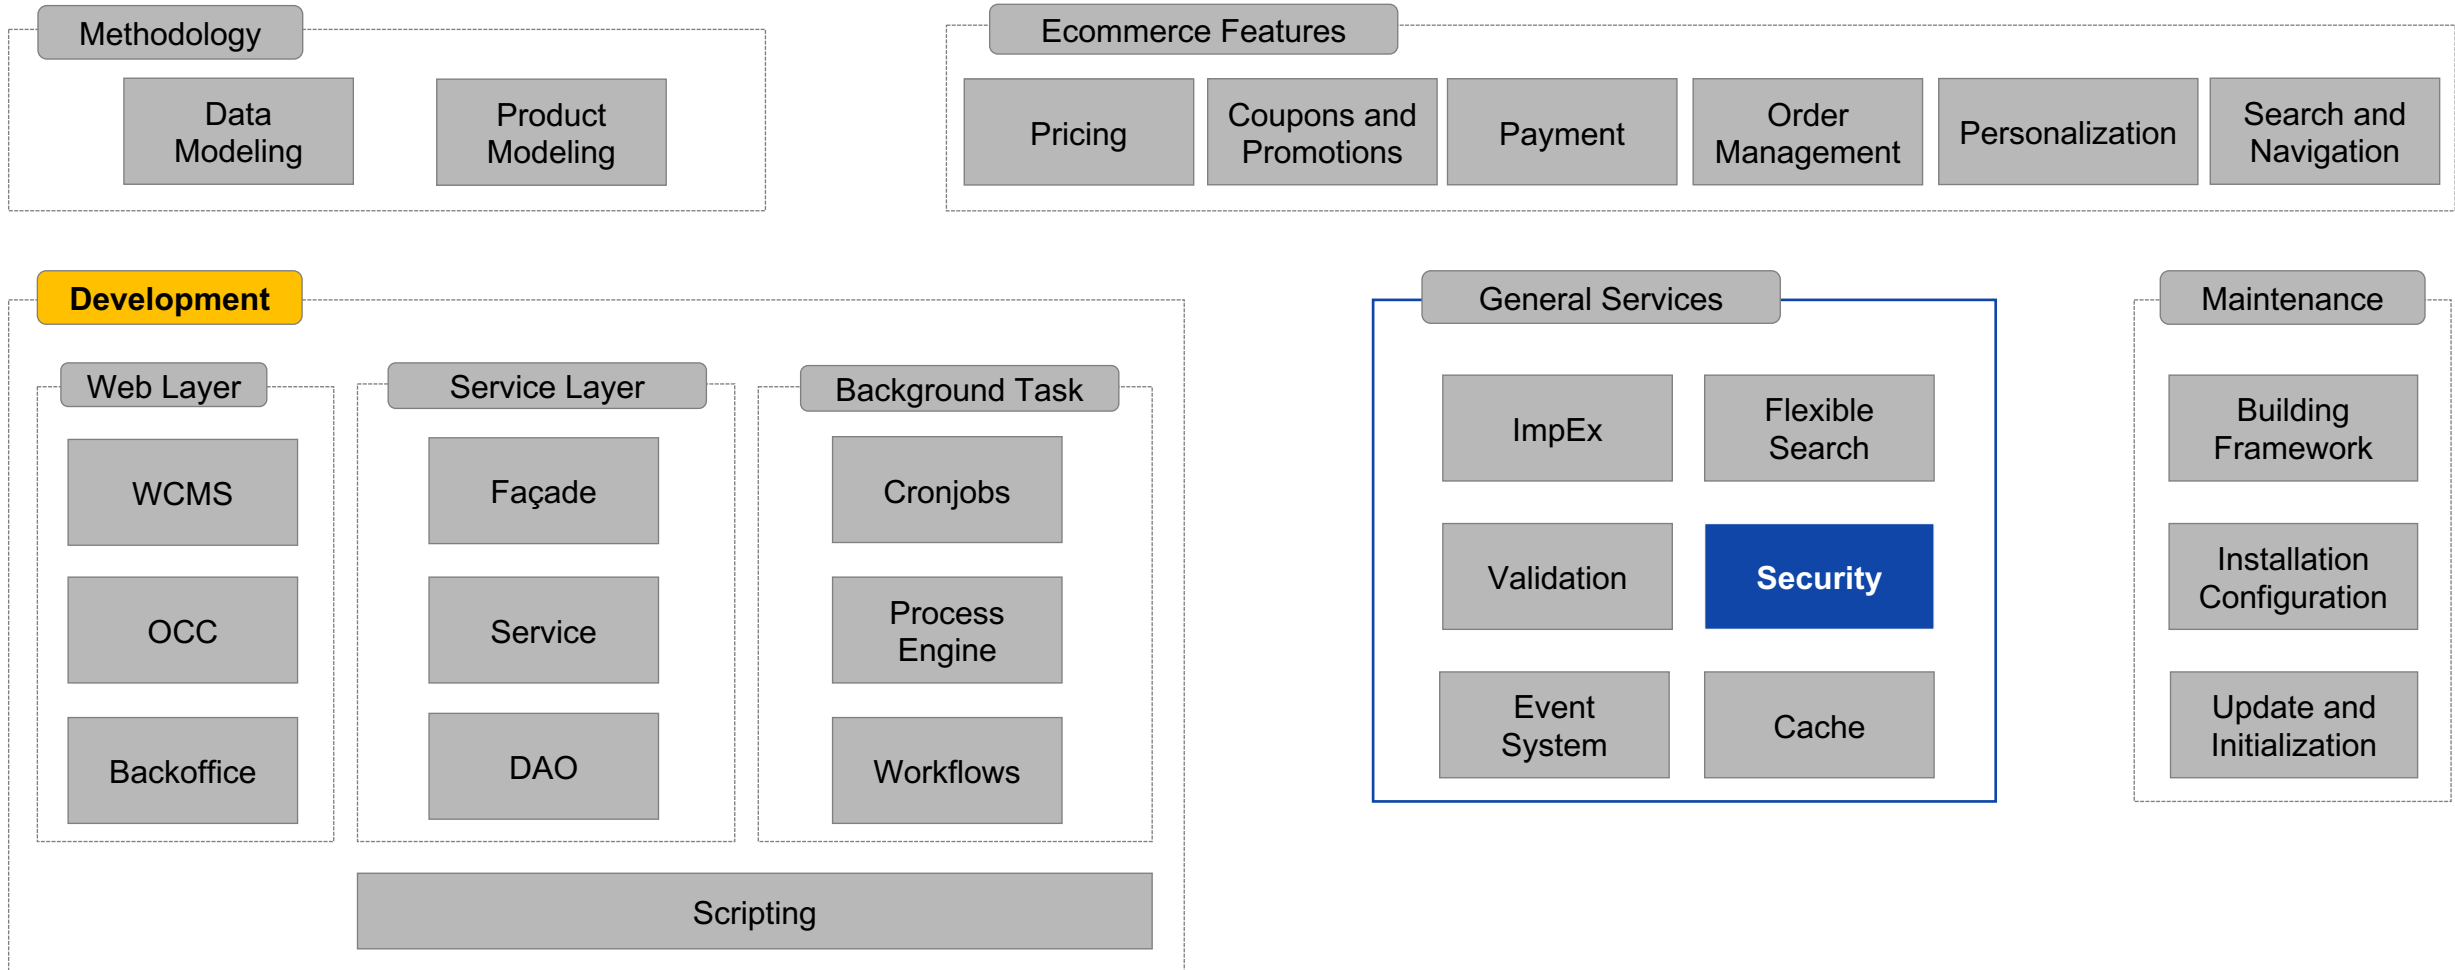 Methodology
Data
Modeling
Product
Modeling
Ecommerce Features
Pricing
Coupons and
Promotions
Payment
Order
Management
Personalization
Search and
Navigation
Development
Web Layer
WCMS
OCC
Backoffice
Service Layer
Façade
Service
DAO
Background Task
Cronjobs
Process
Engine
Workflows
Scripting
General Services
ImpEx
Flexible
Search
Validation
Security
Event
System
Cache
Maintenance
Building
Framework
Installation
Configuration
Update and
Initialization